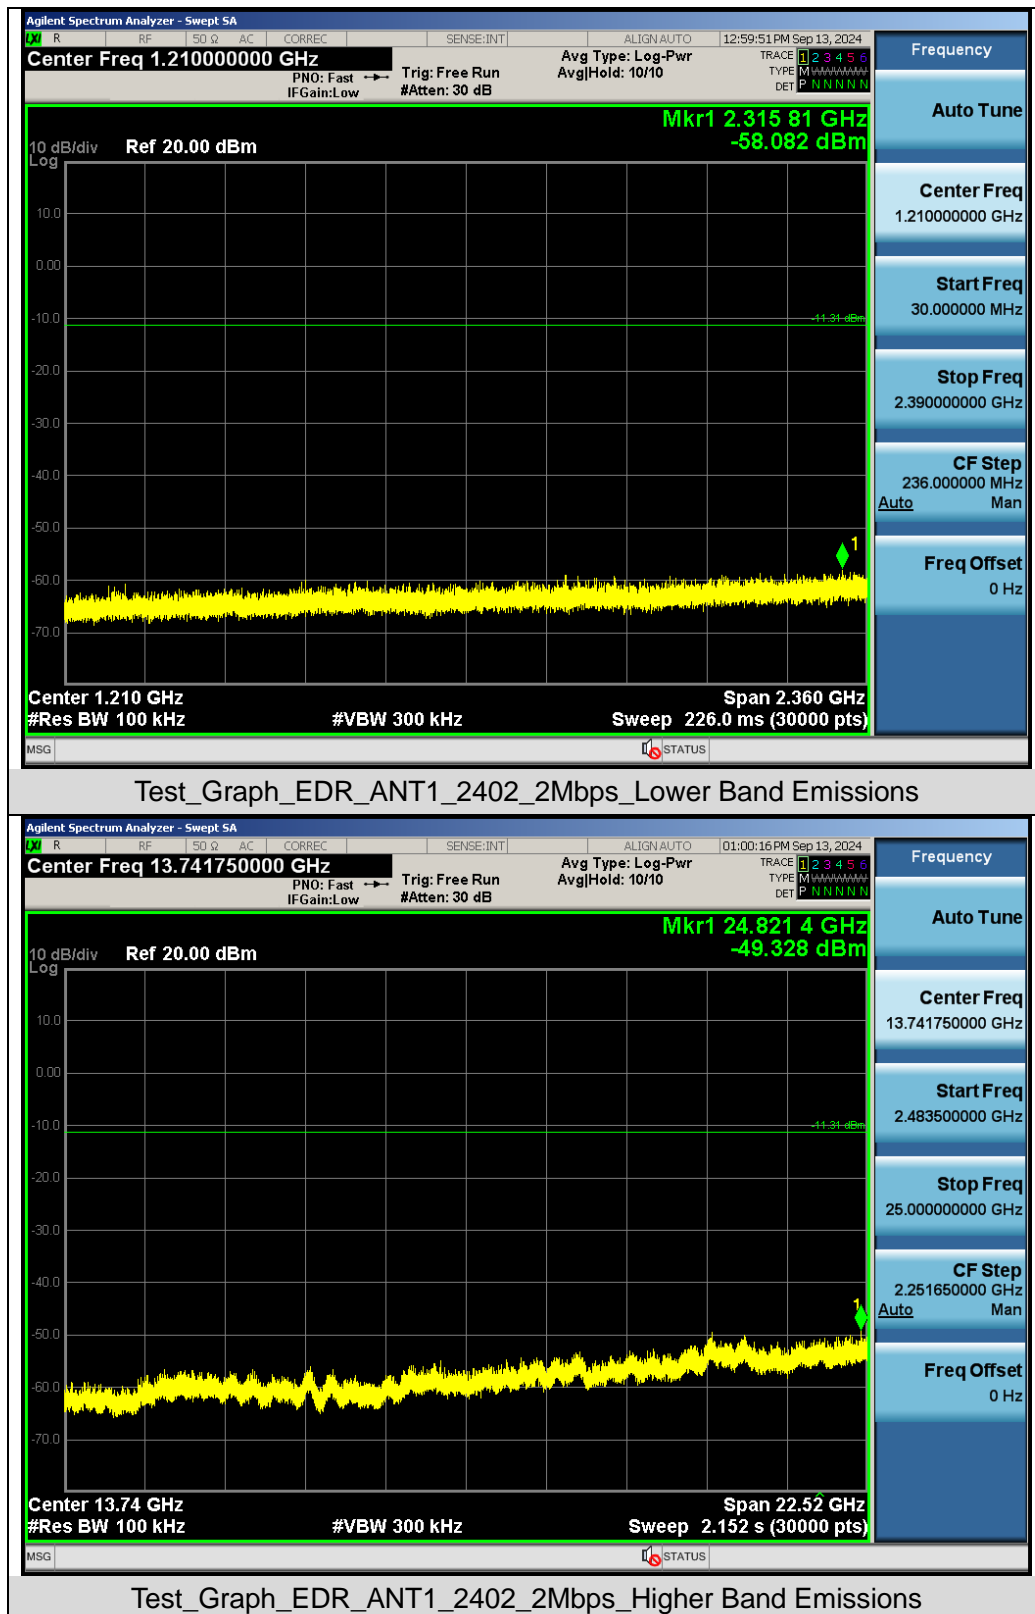 Agilent Spectrum Analyzer - Swept SA
LXI R RF 50 Ω AC CORREC SENSE:INT ALIGN AUTO 12:59:51 PM Sep 13, 2024
Center Freq 1.210000000 GHz
PNO: Fast
IFGain:Low
Trig: Free Run
#Atten: 30 dB
Avg Type: Log-Pwr
Avg|Hold: 10/10
TRACE 1 2 3 4 5 6
TYPE M
DET P N N N N N
Mkr1 2.315 81 GHz
-58.082 dBm
10 dB/div Ref 20.00 dBm
Log
10.0
0.00
-10.0
-11.31 dBm
-20.0
-30.0
-40.0
-50.0
1
-60.0
-70.0
Center 1.210 GHz Span 2.360 GHz
#Res BW 100 kHz #VBW 300 kHz Sweep 226.0 ms (30000 pts)
MSG STATUS
Frequency
Auto Tune
Center Freq
1.210000000 GHz
Start Freq
30.000000 MHz
Stop Freq
2.390000000 GHz
CF Step
236.000000 MHz
Auto Man
Freq Offset
0 Hz
Test_Graph_EDR_ANT1_2402_2Mbps_Lower Band Emissions
Agilent Spectrum Analyzer - Swept SA
LXI R RF 50 Ω AC CORREC SENSE:INT ALIGN AUTO 01:00:16 PM Sep 13, 2024
Center Freq 13.741750000 GHz
PNO: Fast
IFGain:Low
Trig: Free Run
#Atten: 30 dB
Avg Type: Log-Pwr
Avg|Hold: 10/10
TRACE 1 2 3 4 5 6
TYPE M
DET P N N N N N
Mkr1 24.821 4 GHz
-49.328 dBm
10 dB/div Ref 20.00 dBm
Log
10.0
0.00
-10.0
-11.31 dBm
-20.0
-30.0
-40.0
1
-50.0
-60.0
-70.0
Center 13.74 GHz Span 22.52 GHz
#Res BW 100 kHz #VBW 300 kHz Sweep 2.152 s (30000 pts)
MSG STATUS
Frequency
Auto Tune
Center Freq
13.741750000 GHz
Start Freq
2.483500000 GHz
Stop Freq
25.000000000 GHz
CF Step
2.251650000 GHz
Auto Man
Freq Offset
0 Hz
Test_Graph_EDR_ANT1_2402_2Mbps_Higher Band Emissions